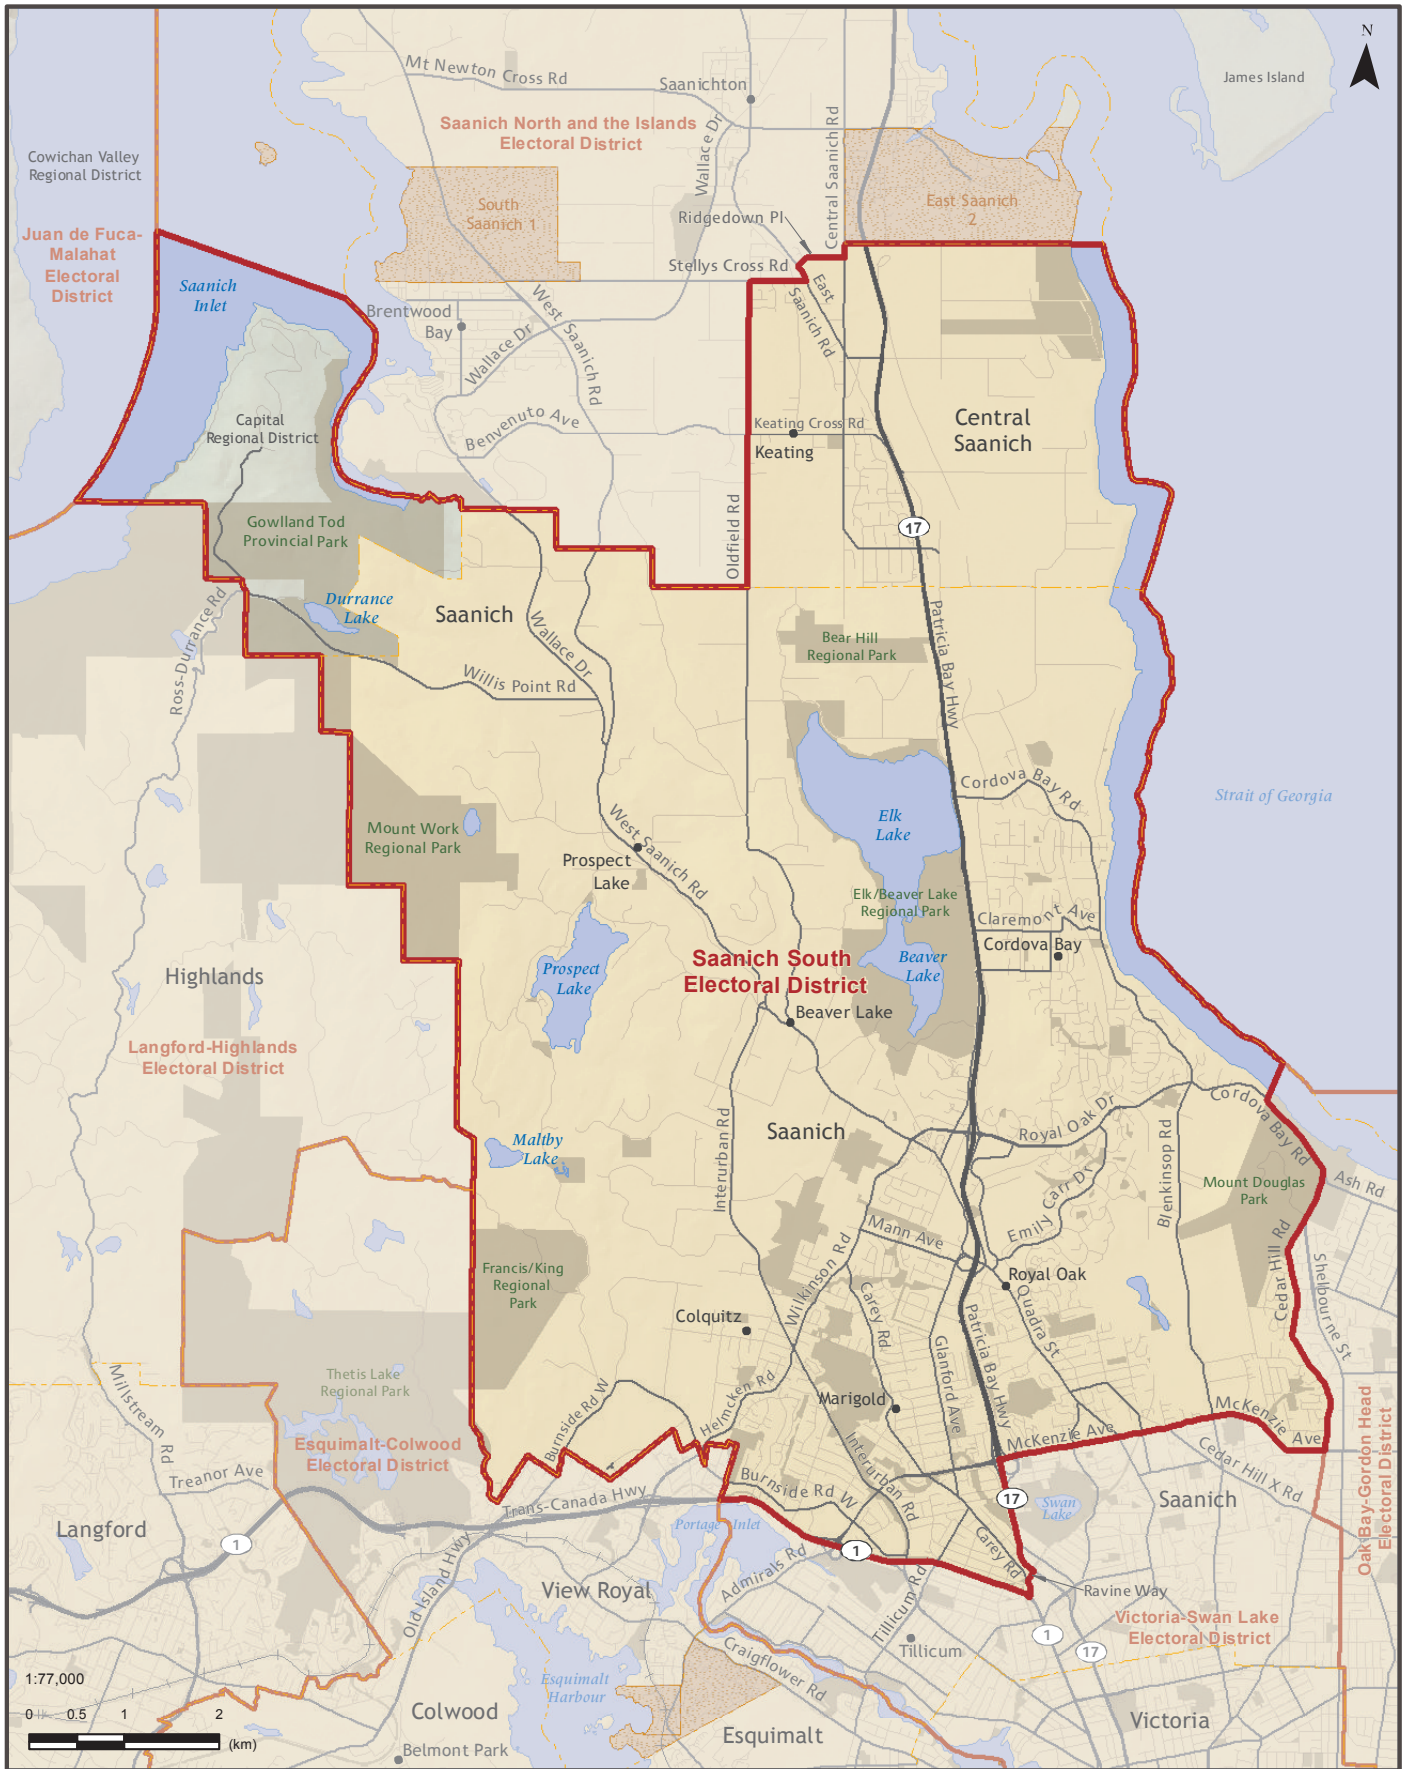 N
Mt Newton Cross Rd
Saanichton
James Island
Saanich North and the Islands
Electoral District
Wallace Dr
Central Saanich Rd
Cowichan Valley
Regional District
South
Saanich 1
East Saanich
2
Ridgedown Pl
Juan de Fuca-
Malahat
Electoral
District
Stellys Cross Rd
East
Saanich Rd
Saanich
Inlet
Brentwood
Bay
Wallace Dr
West Saanich Rd
Benvenuto Ave
Capital
Regional District
Keating Cross Rd
Keating
Central
Saanich
Oldfield Rd
17
Gowlland Tod
Provincial Park
Durrance
Lake
Saanich
Ross-Durrance Rd
Wallace Dr
Willis Point Rd
Bear Hill
Regional Park
Patricia Bay Hwy
Cordova Bay Rd
Strait of Georgia
Elk
Lake
Mount Work
Regional Park
West Saanich Rd
Prospect
Lake
Elk/Beaver Lake
Regional Park
Claremont Ave
Cordova Bay
Beaver
Lake
Prospect
Lake
Saanich South
Electoral District
Highlands
Beaver Lake
Langford-Highlands
Electoral District
Interurban Rd
Saanich
Royal Oak Dr
Cordova Bay Rd
Blenkinsop Rd
Maltby
Lake
Mount Douglas
Park
Ash Rd
Emily Carr Dr
Mann Ave
Cedar Hill Rd
Shelbourne St
Francis/King
Regional
Park
Wilkinson Rd
Royal Oak
Colquitz
Carey Rd
Quadra St
Patricia Bay Hwy
Glanford Ave
Thetis Lake
Regional Park
Millstream Rd
Helmcken Rd
Marigold
Burnside Rd W
McKenzie Ave
McKenzie Ave
Oak Bay-Gordon Head
Electoral District
Esquimalt-Colwood
Electoral District
Interurban Rd
Cedar Hill X Rd
Treanor Ave
Trans-Canada Hwy
Burnside Rd W
17
Swan
Lake
Saanich
Langford
1
Portage Inlet
1
Carey Rd
Old Island Hwy
View Royal
Admirals Rd
Tillicum Rd
Ravine Way
Victoria-Swan Lake
Electoral District
1
17
Tillicum
Craigflower Rd
1:77,000
Esquimalt
Harbour
0
0.5
1
2
(km)
Colwood
Belmont Park
Esquimalt
Victoria